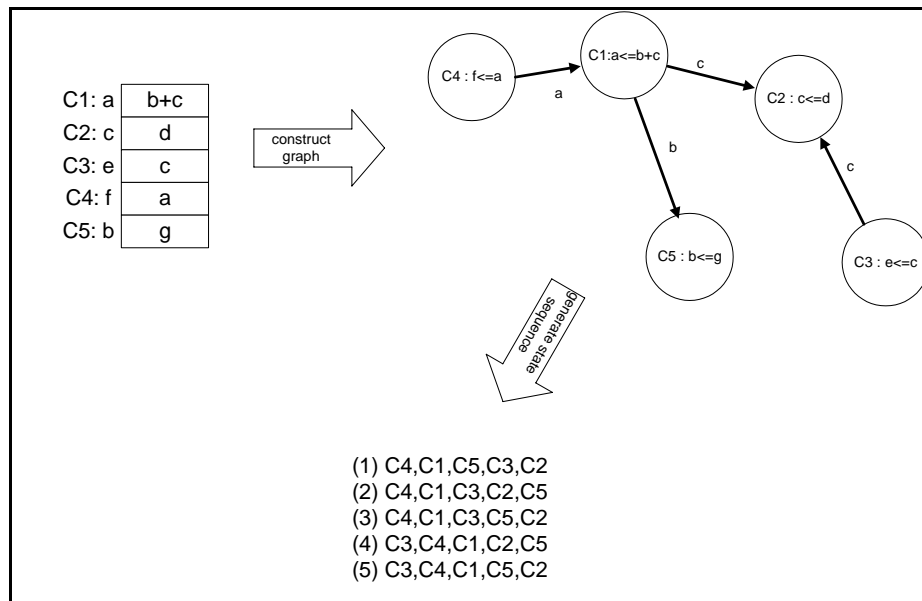 C1: a b+c
C2: c d
C3: e c
C4: f a
C5: b g
construct
graph
C4 : f<=a
a
C1:a<=b+c
c
C2 : c<=d
b
c
C5 : b<=g
C3 : e<=c
generate state
sequence
(1) C4,C1,C5,C3,C2
(2) C4,C1,C3,C2,C5
(3) C4,C1,C3,C5,C2
(4) C3,C4,C1,C2,C5
(5) C3,C4,C1,C5,C2